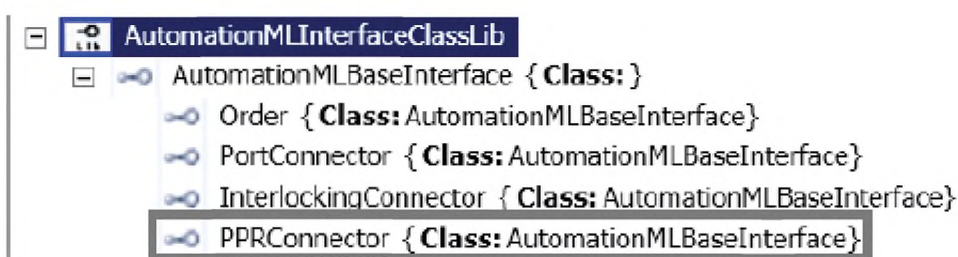 AutomationMLInterfaceClassLib
AutomationMLBaseInterface {Class: }
Order {Class: AutomationMLBaseInterface}
PortConnector {Class: AutomationMLBaseInterface}
InterlockingConnector {Class: AutomationMLBaseInterface}
PPRConnector {Class: AutomationMLBaseInterface}